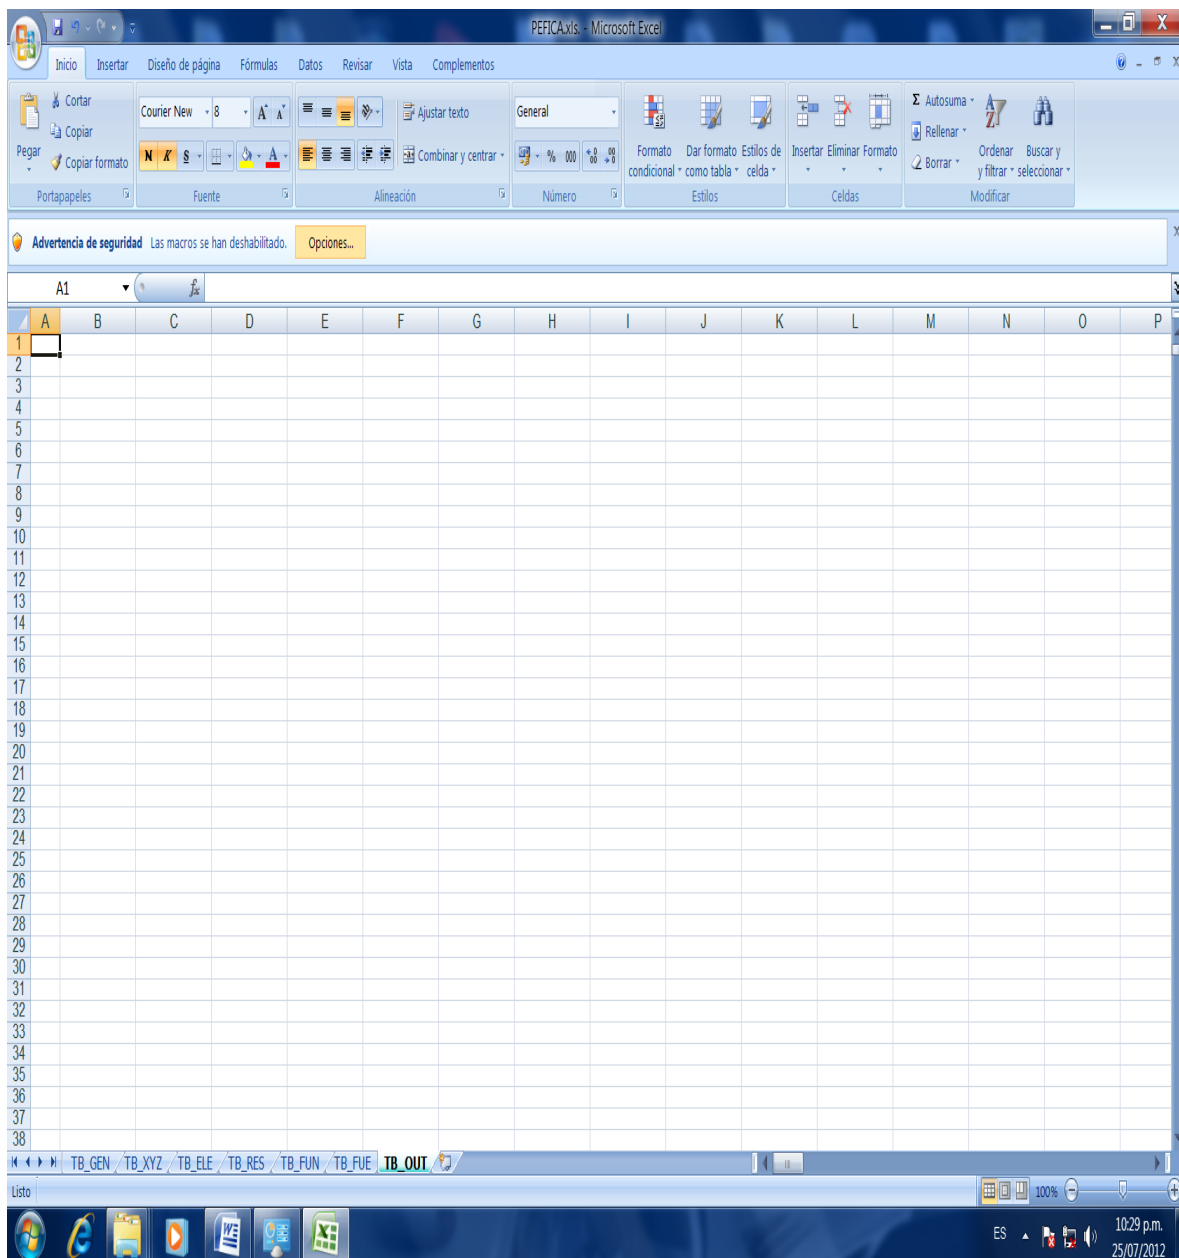 PEFICA.xls. - Microsoft Excel
Inicio Insertar Diseño de página Fórmulas Datos Revisar Vista Complementos
Pegar
Cortar
Copiar
Copiar formato
Portapapeles
Courier New 8
N K S
Fuente
Ajustar texto
Combinar y centrar
Alineación
General
% 000
Número
Formato condicional
Dar formato como tabla
Estilos de celda
Estilos
Insertar Eliminar Formato
Celdas
Σ Autosuma
Rellenar
Borrar
Ordenar y filtrar
Buscar y seleccionar
Modificar
Advertencia de seguridad Las macros se han deshabilitado. Opciones...
A1 fx
A B C D E F G H I J K L M N O P
1
2
3
4
5
6
7
8
9
10
11
12
13
14
15
16
17
18
19
20
21
22
23
24
25
26
27
28
29
30
31
32
33
34
35
36
37
38
TB_GEN TB_XYZ TB_ELE TB_RES TB_FUN TB_FUE TB_OUT
Listo 100%
ES 10:29 p.m.
25/07/2012